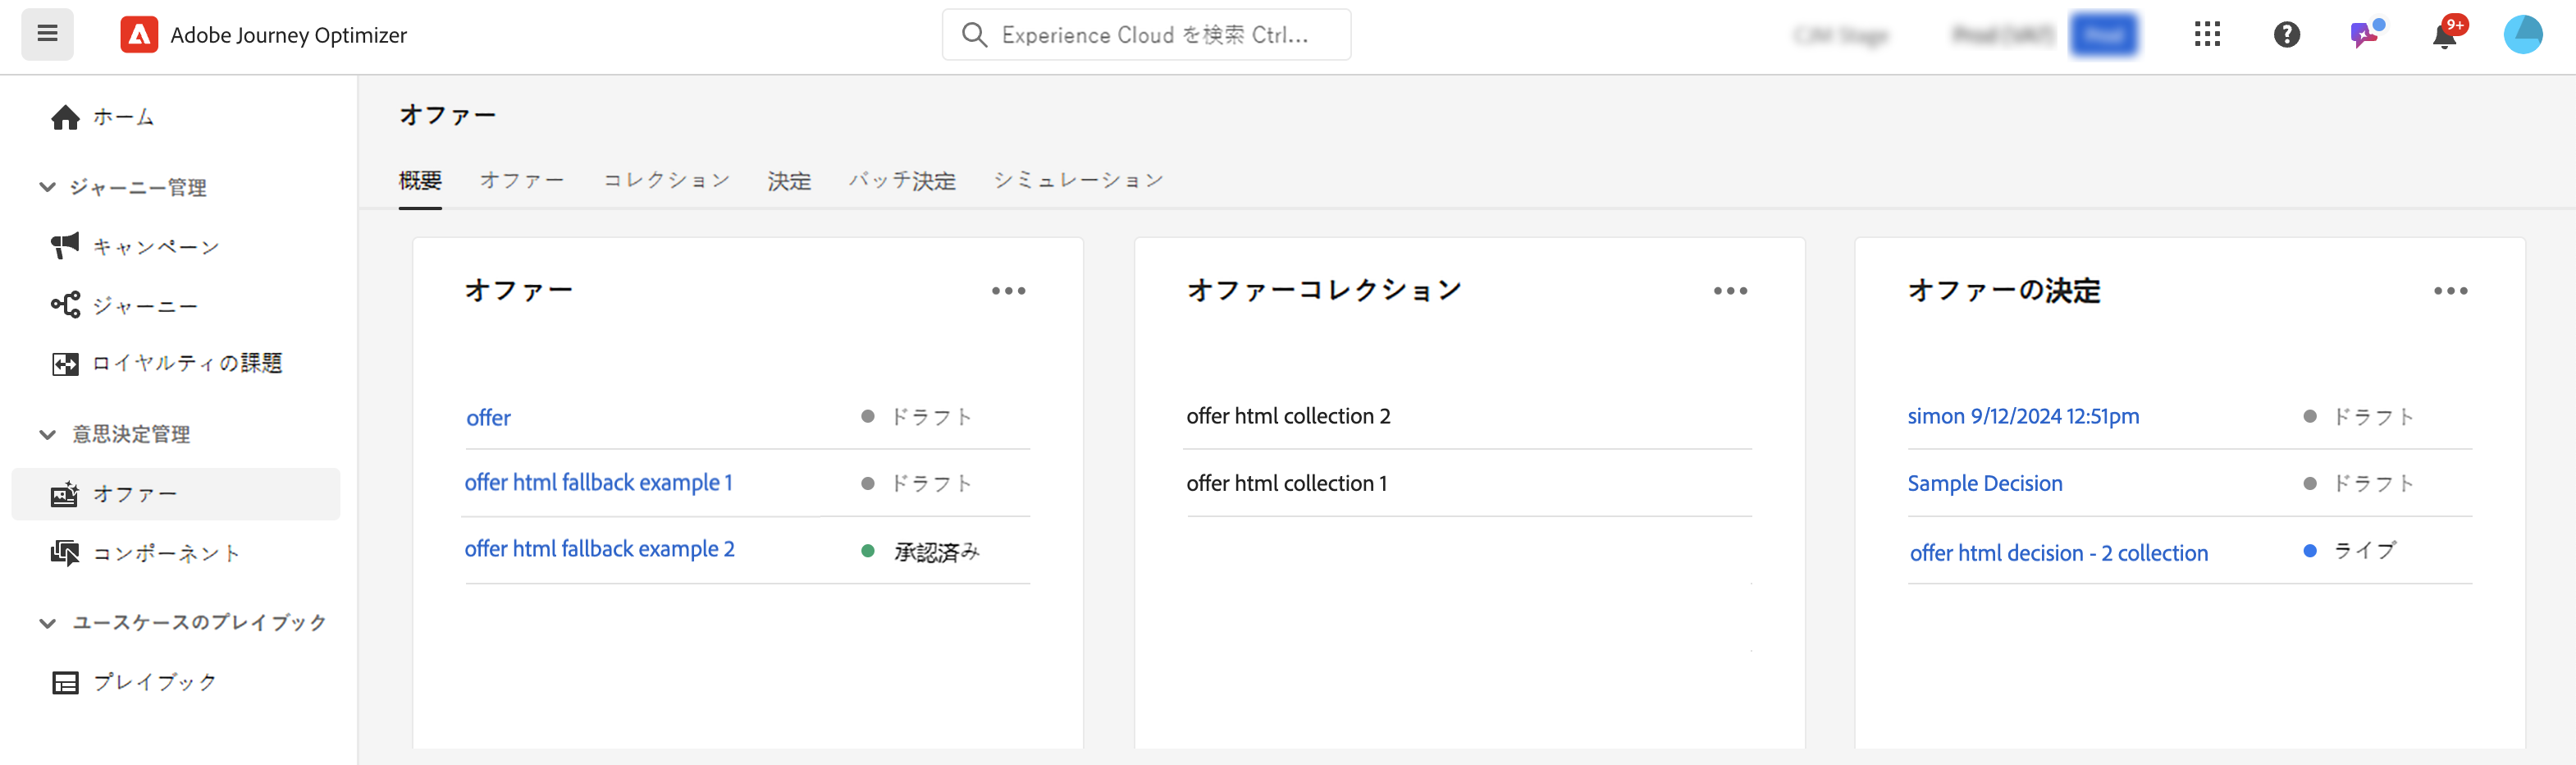 Adobe Journey Optimizer
Experience Cloud を検索 Ctrl...
9+
ホーム
ジャーニー管理
キャンペーン
ジャーニー
ロイヤルティの課題
意思決定管理
オファー
コンポーネント
ユースケースのプレイブック
プレイブック
オファー
概要 オファー コレクション 決定 バッチ決定 シミュレーション
オファー
offer ドラフト
offer html fallback example 1 ドラフト
offer html fallback example 2 承認済み
オファーコレクション
offer html collection 2
offer html collection 1
オファーの決定
simon 9/12/2024 12:51pm ドラフト
Sample Decision ドラフト
offer html decision - 2 collection ライブ